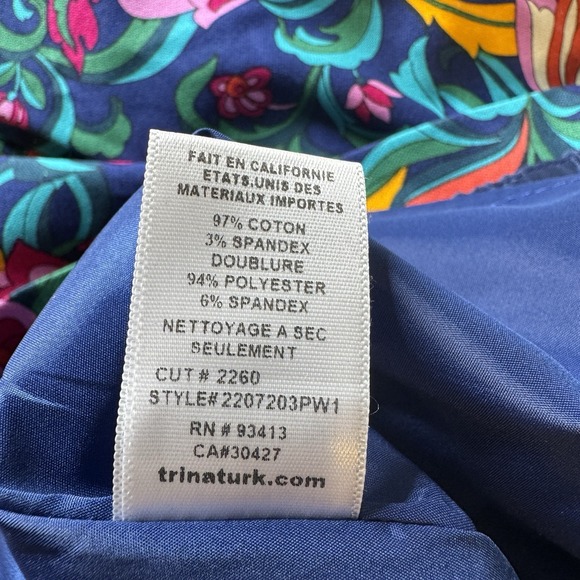 FAIT EN CALIFORNIE
ETATS.UNIS DES
MATERIAUX IMPORTES
97% COTON
3% SPANDEX
DOUBLURE
94% POLYESTER
6% SPANDEX
NETTOYAGE A SEC
SEULEMENT
CUT # 2260
STYLE#2207203PW1
RN # 93413
CA#30427
trinaturk.com